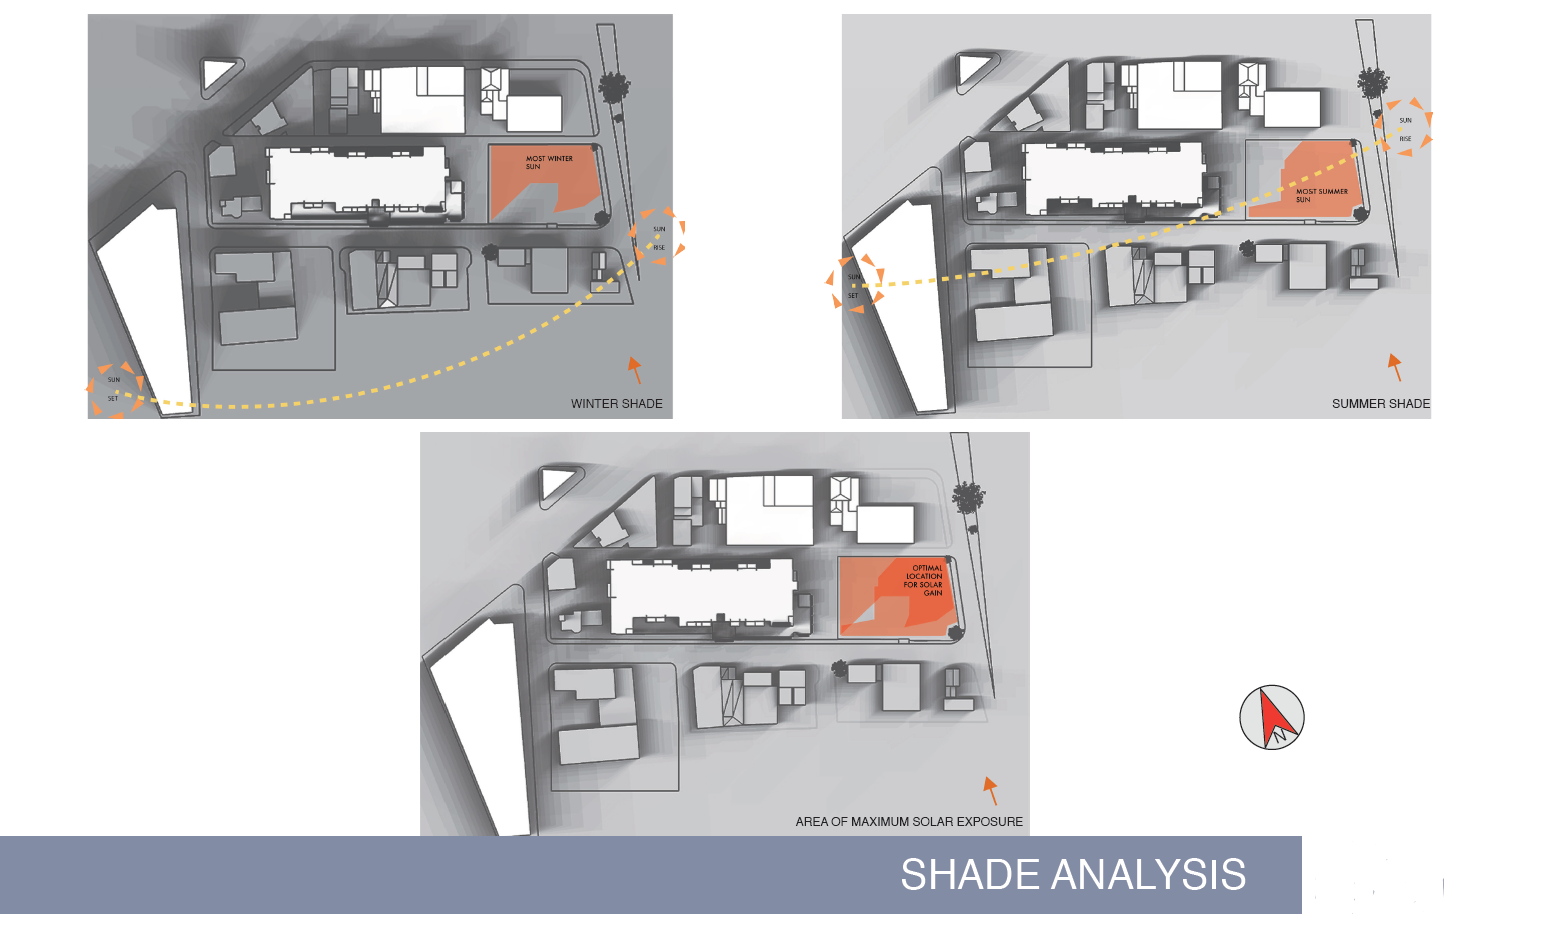 MOST WINTER
SUN
SUN
RISE
SUN
SET
WINTER SHADE
SUN
RISE
MOST SUMMER
SUN
SUN
SET
SUMMER SHADE
OPTIMAL
LOCATION
FOR SOLAR
GAIN
AREA OF MAXIMUM SOLAR EXPOSURE
N
SHADE ANALYSIS